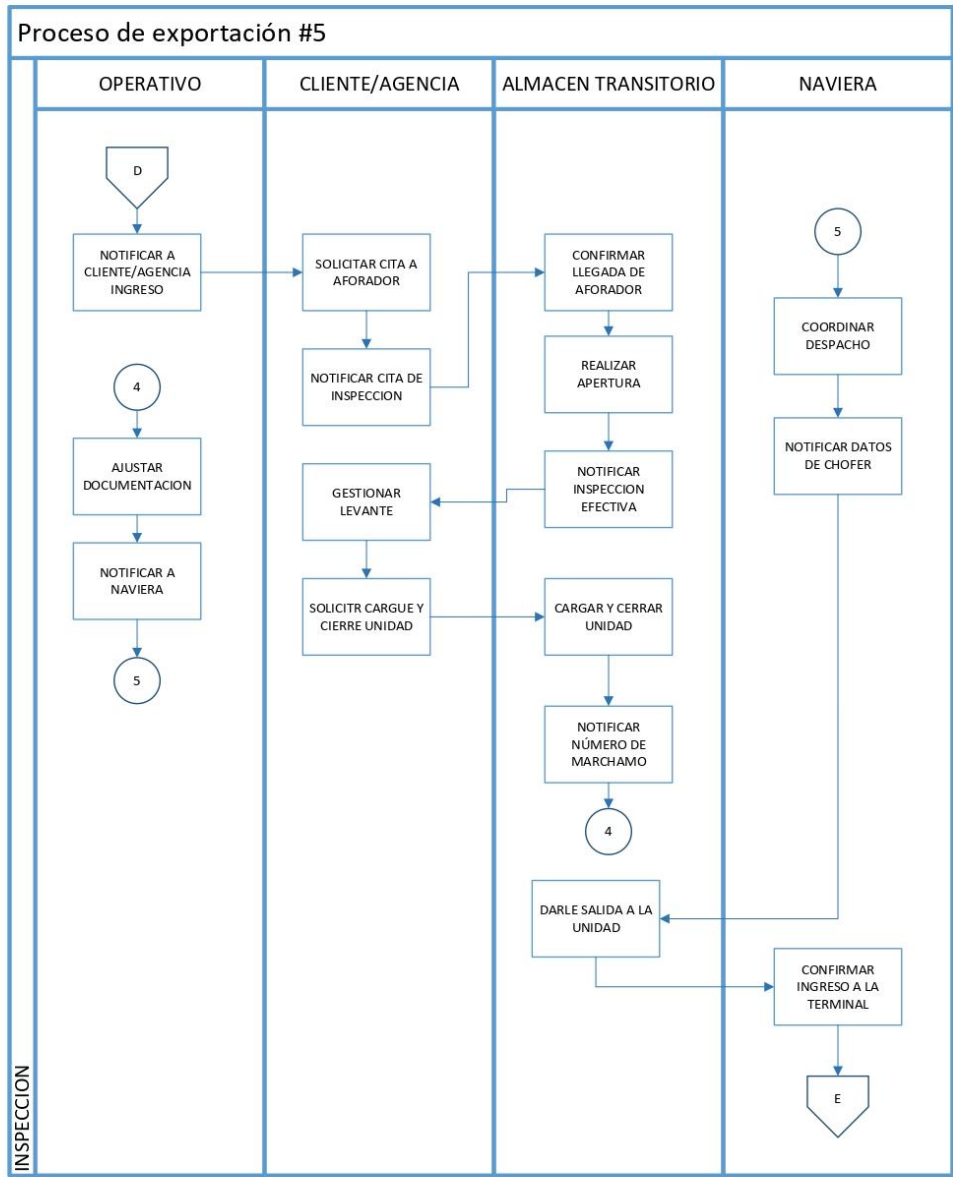 Proceso de exportación #5
OPERATIVO
CLIENTE/AGENCIA
ALMACEN TRANSITORIO
NAVIERA
INSPECCION
D
NOTIFICAR A
CLIENTE/AGENCIA
INGRESO
SOLICITAR CITA A
AFORADOR
NOTIFICAR CITA DE
INSPECCION
CONFIRMAR
LLEGADA DE
AFORADOR
REALIZAR
APERTURA
NOTIFICAR
INSPECCION
EFECTIVA
GESTIONAR
LEVANTE
SOLICITR CARGUE Y
CIERRE UNIDAD
CARGAR Y CERRAR
UNIDAD
NOTIFICAR
NÚMERO DE
MARCHAMO
4
4
AJUSTAR
DOCUMENTACION
NOTIFICAR A
NAVIERA
5
5
COORDINAR
DESPACHO
NOTIFICAR DATOS
DE CHOFER
DARLE SALIDA A LA
UNIDAD
CONFIRMAR
INGRESO A LA
TERMINAL
E